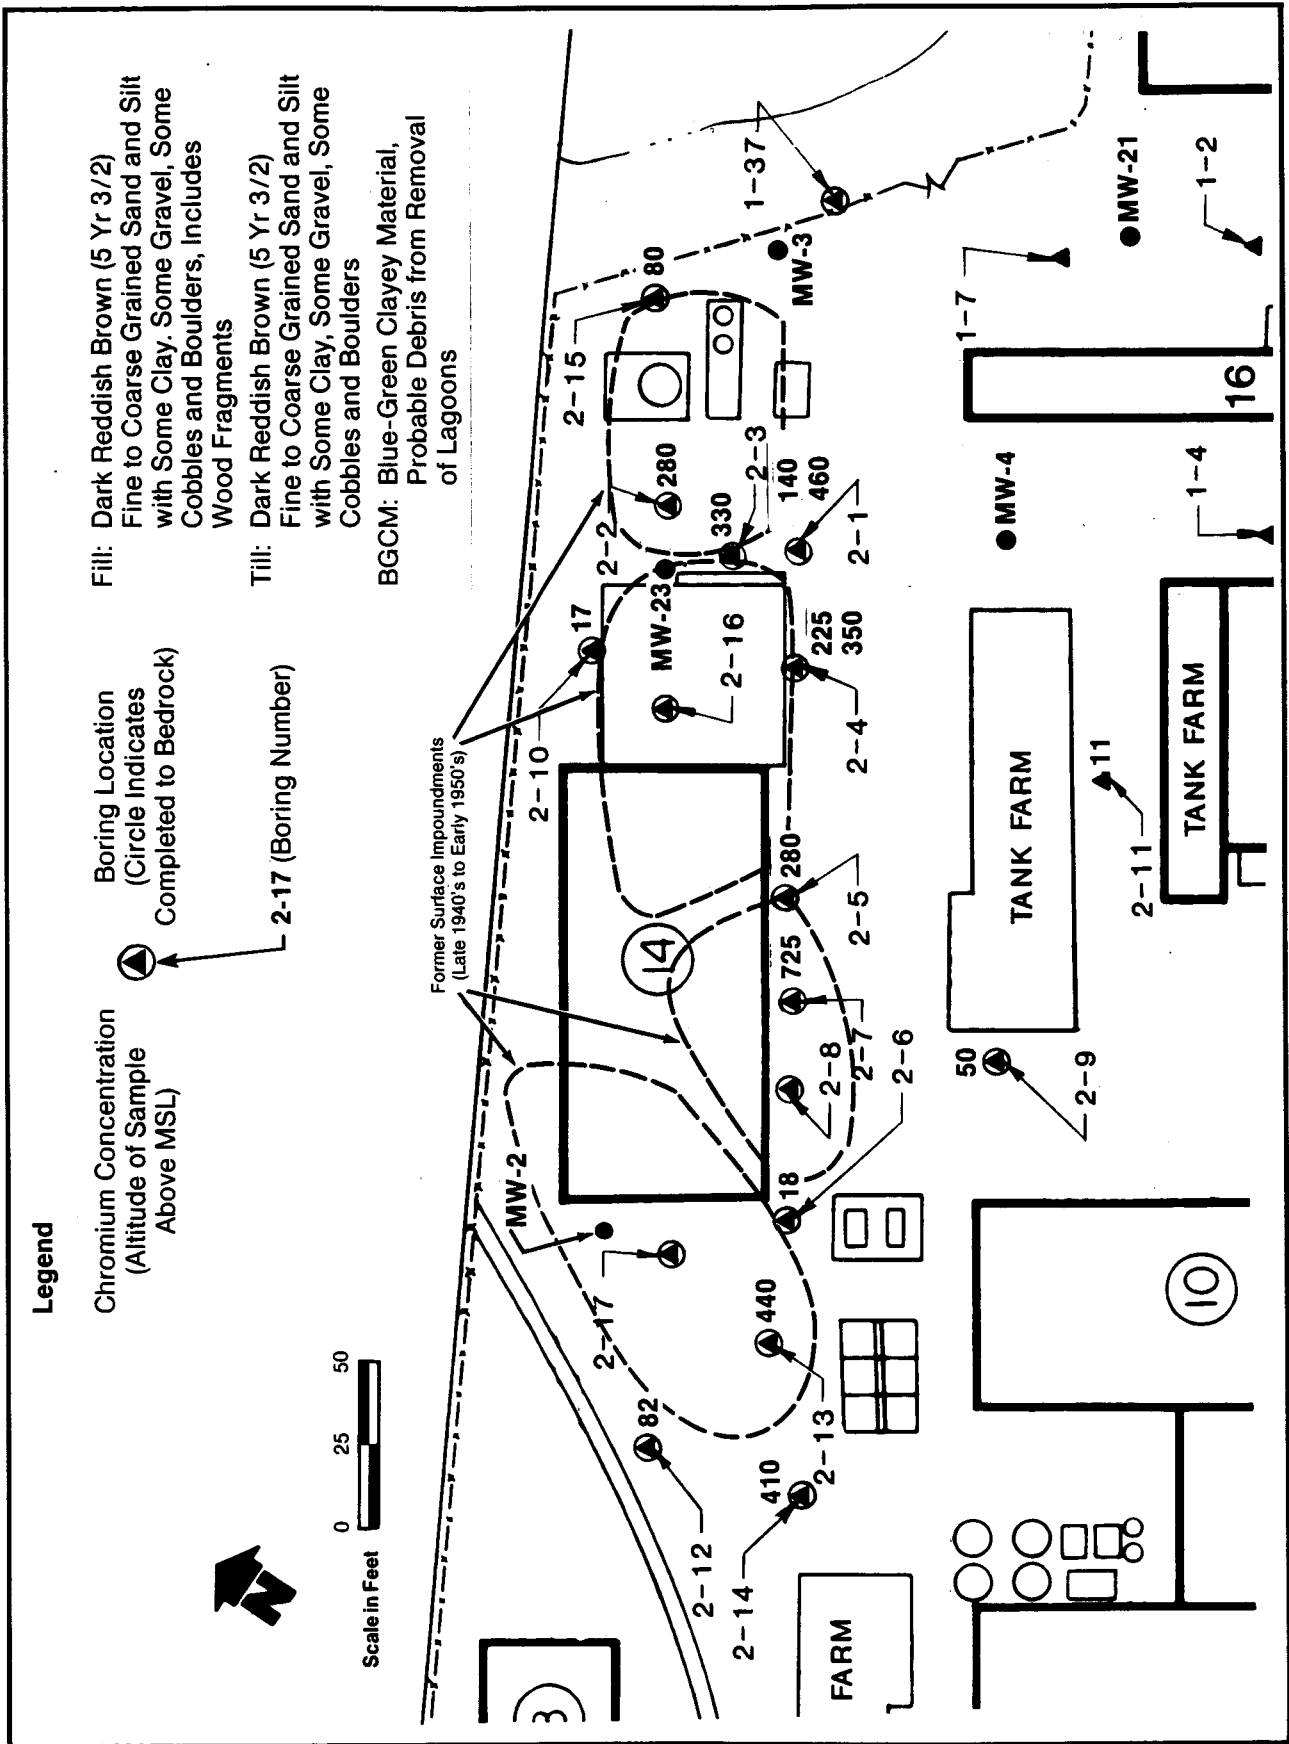 Legend
Chromium Concentration
(Altitude of Sample
Above MSL)
Boring Location
(Circle Indicates
Completed to Bedrock)
2-17 (Boring Number)
Fill: Dark Reddish Brown (5 Yr 3/2)
Fine to Coarse Grained Sand and Silt
with Some Clay. Some Gravel, Some
Cobbles and Boulders, Includes
Wood Fragments
Till: Dark Reddish Brown (5 Yr 3/2)
Fine to Coarse Grained Sand and Silt
with Some Clay, Some Gravel, Some
Cobbles and Boulders
BGCM: Blue-Green Clayey Material,
Probable Debris from Removal
of Lagoons
N
0 25 50
Scale in Feet
Former Surface Impoundments
(Late 1940's to Early 1950's)
3
FARM
2-12
82
2-14
410
2-13
440
2-17
MW-2
18
2-6
2-8
2-7
725
2-5
280
14
2-10
17
2-16
MW-23
2-4
225
350
2-2
280
330
2-3
140
460
2-1
2-15
80
MW-3
1-37
50
2-9
TANK FARM
2-11
11
TANK FARM
MW-4
1-4
1-7
16
MW-21
1-2
10